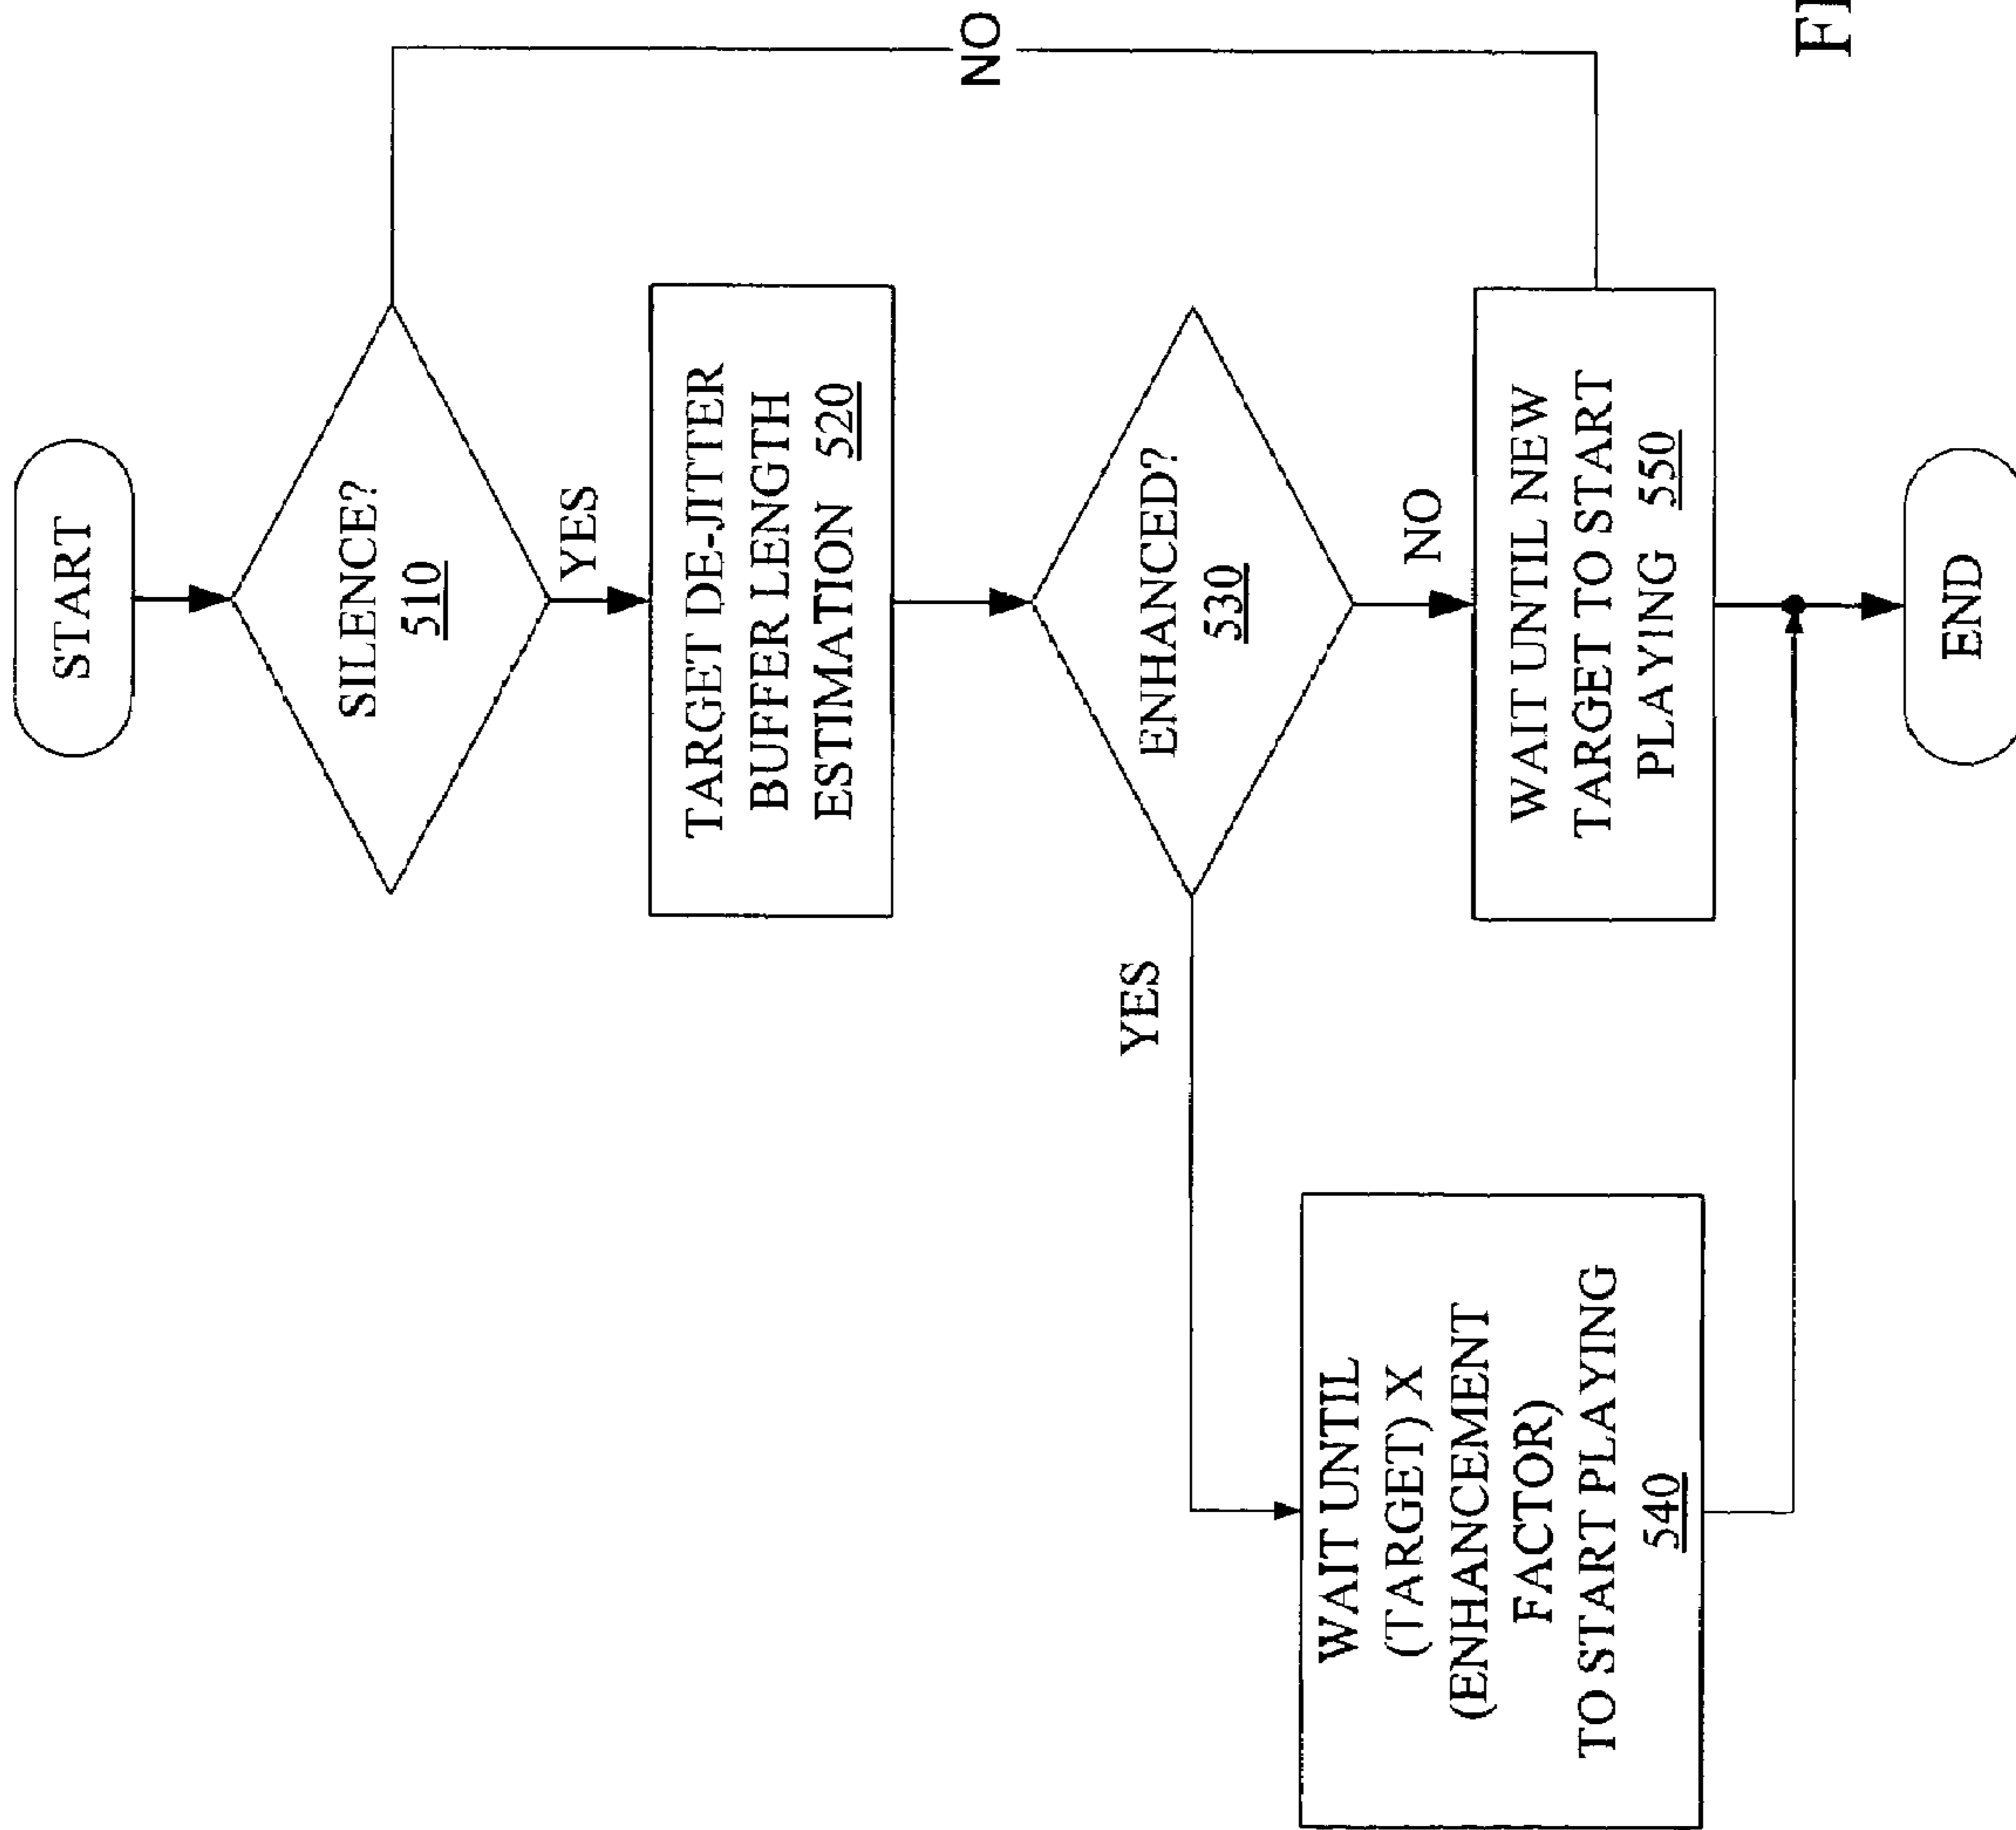 START
SILENCE?
510
YES
NO
TARGET DE-JITTER
BUFFER LENGTH
ESTIMATION 520
ENHANCED?
530
YES
NO
WAIT UNTIL
(TARGET) X
(ENHANCEMENT
FACTOR)
TO START PLAYING
540
WAIT UNTIL NEW
TARGET TO START
PLAYING 550
END